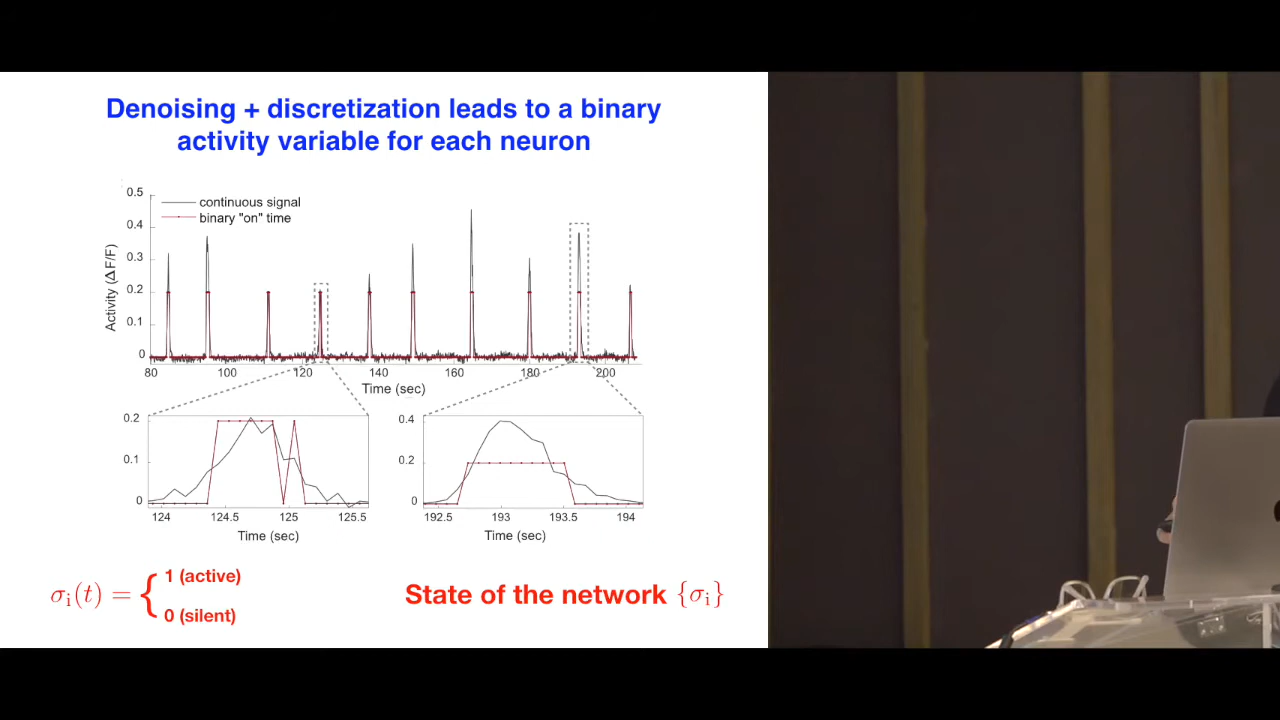 Denoising + discretization leads to a binary
activity variable for each neuron
0.5
continuous signal
binary "on" time
0.4
0.3
0.2
0.1
0
Activity (ΔF/F)
80 100 120 140 160 180 200
Time (sec)
0.2
0.1
0
124 124.5 125 125.5
Time (sec)
0.4
0.2
0
192.5 193 193.5 194
Time (sec)
σi(t) = { 1 (active)
0 (silent)
State of the network {σi}